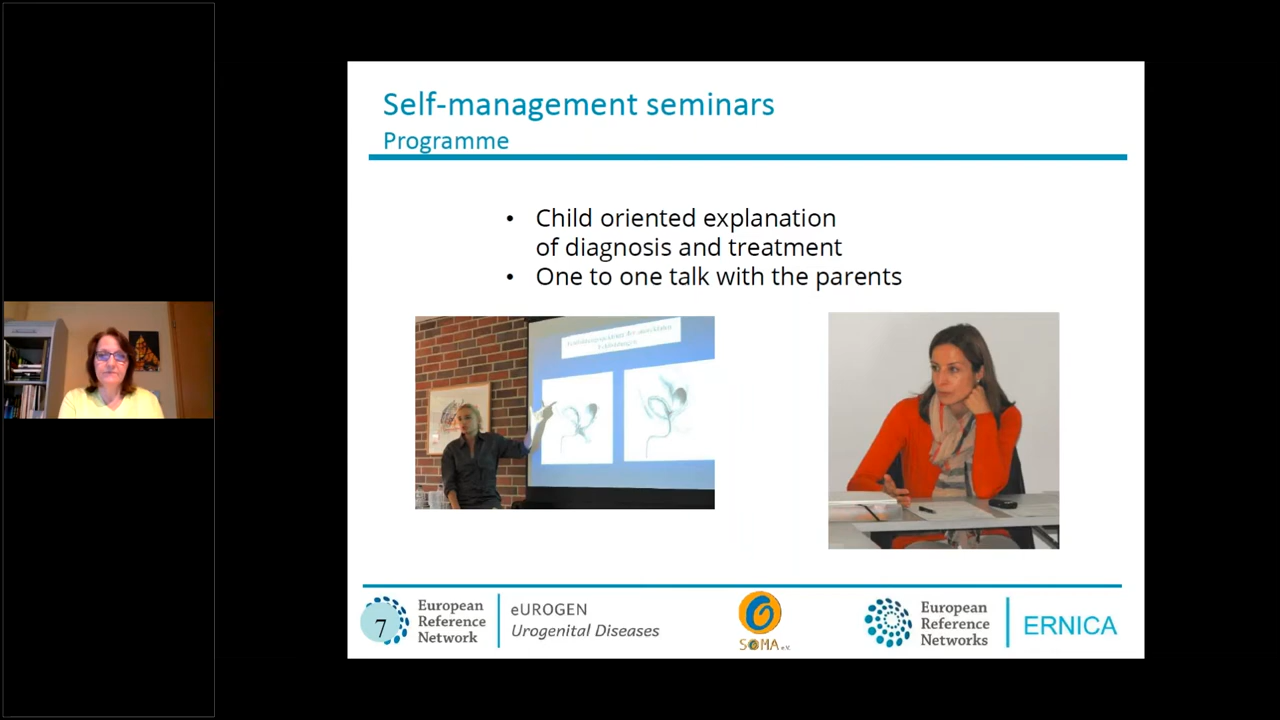 Self-management seminars
Programme
• Child oriented explanation
of diagnosis and treatment
• One to one talk with the parents
7
European
Reference
Network
eUROGEN
Urogenital Diseases
SOMA e.V.
European
Reference
Networks
ERNICA